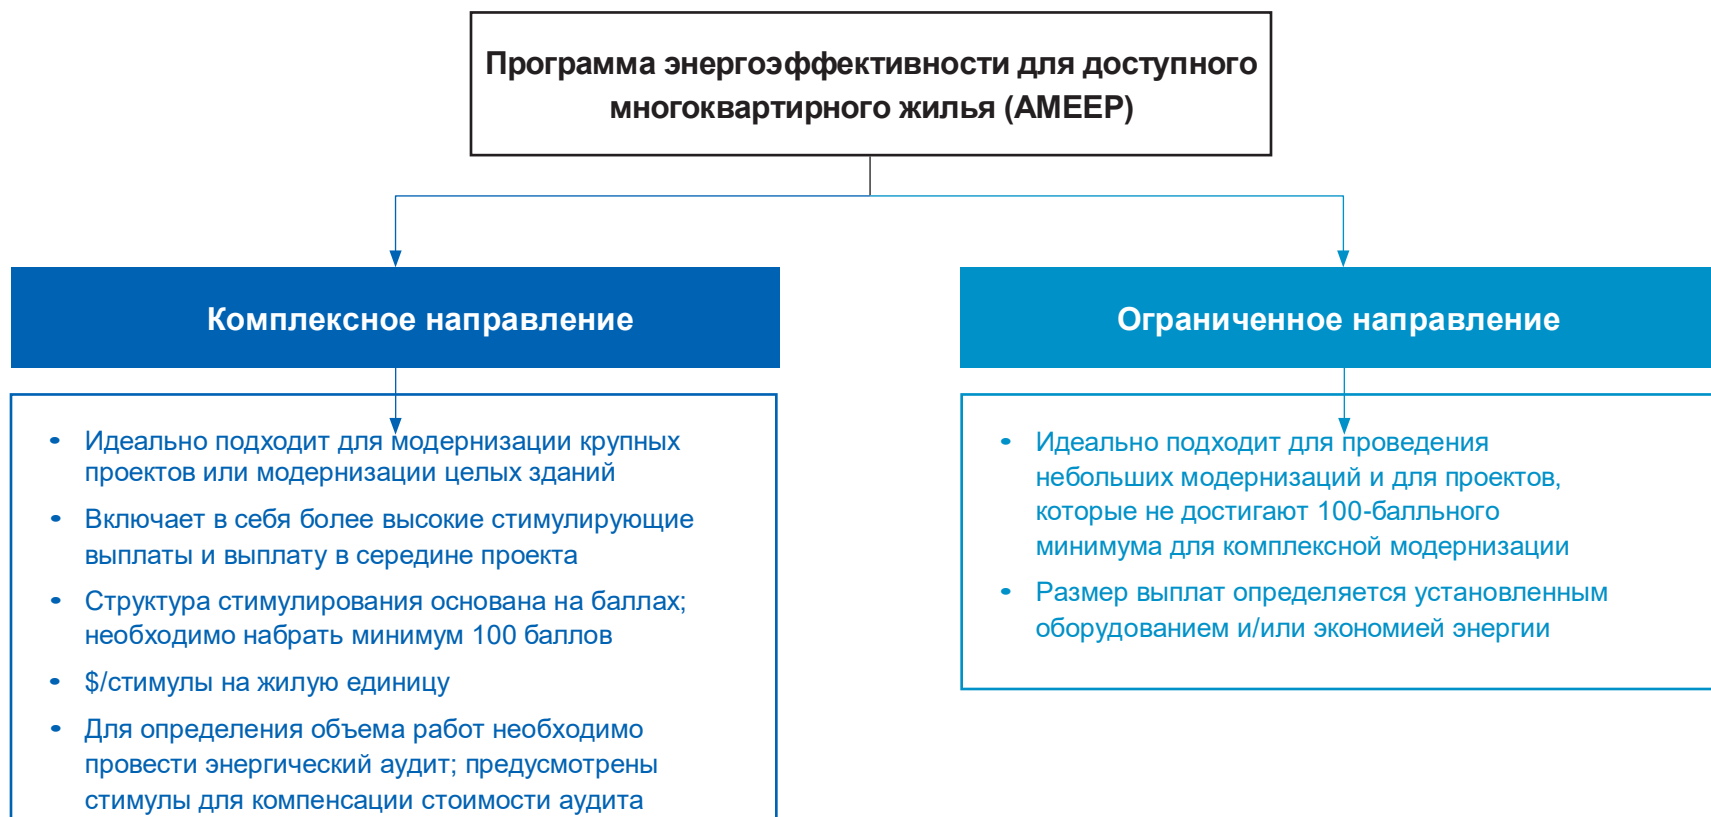 Программа энергоэффективности для доступного
многоквартирного жилья (AMEEP)
Комплексное направление
• Идеально подходит для модернизации крупных
проектов или модернизации целых зданий
• Включает в себя более высокие стимулирующие
выплаты и выплату в середине проекта
• Структура стимулирования основана на баллах;
необходимо набрать минимум 100 баллов
• $/стимулы на жилую единицу
• Для определения объема работ необходимо
провести энергический аудит; предусмотрены
стимулы для компенсации стоимости аудита
Ограниченное направление
• Идеально подходит для проведения
небольших модернизаций и для проектов,
которые не достигают 100-балльного
минимума для комплексной модернизации
• Размер выплат определяется установленным
оборудованием и/или экономией энергии